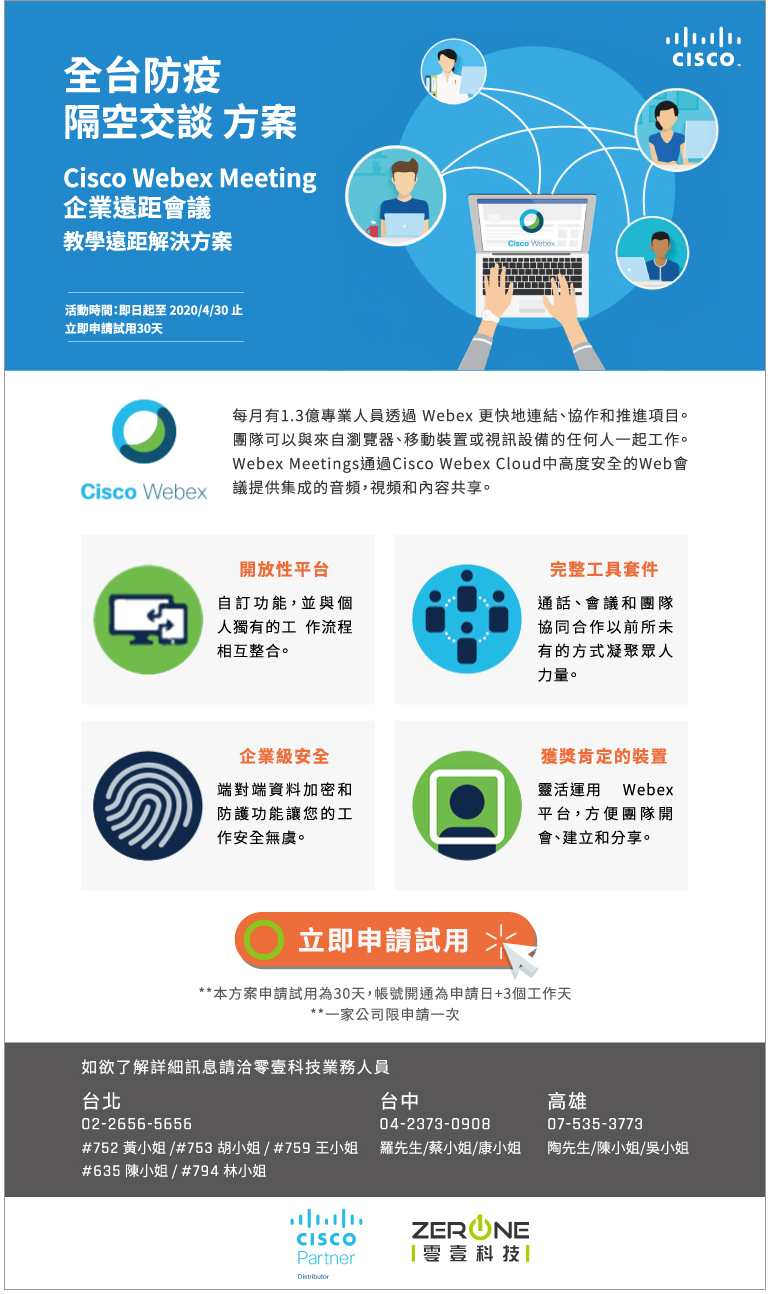 CISCO
全台防疫
隔空交談 方案
Cisco Webex Meeting
企業遠距會議
教學遠距解決方案
Cisco Webex
活動時間:即日起至 2020/4/30 止
立即申請試用30天
每月有1.3億專業人員透過 Webex 更快地連結、協作和推進項目。
團隊可以與來自瀏覽器、移動裝置或視訊設備的任何人一起工作。
Webex Meetings通過Cisco Webex Cloud中高度安全的Web會
議提供集成的音頻,視頻和內容共享。
Cisco Webex
開放性平台
自訂功能,並與個
人獨有的工 作流程
相互整合。
完整工具套件
通話、會議和團隊
協同合作以前所未
有的方式凝聚眾人
力量。
企業級安全
端對端資料加密和
防護功能讓您的工
作安全無虞。
獲獎肯定的裝置
靈活運用 Webex
平台,方便團隊開
會、建立和分享。
立即申請試用
**本方案申請試用為30天,帳號開通為申請日+3個工作天
**一家公司限申請一次
如欲了解詳細訊息請洽零壹科技業務人員
台北
02-2656-5656
#752 黃小姐 /#753 胡小姐 / #759 王小姐
#635 陳小姐 / #794 林小姐
台中
04-2373-0908
羅先生/蔡小姐/康小姐
高雄
07-535-3773
陶先生/陳小姐/吳小姐
CISCO
Partner
Distributor
ZERONE
零壹科技